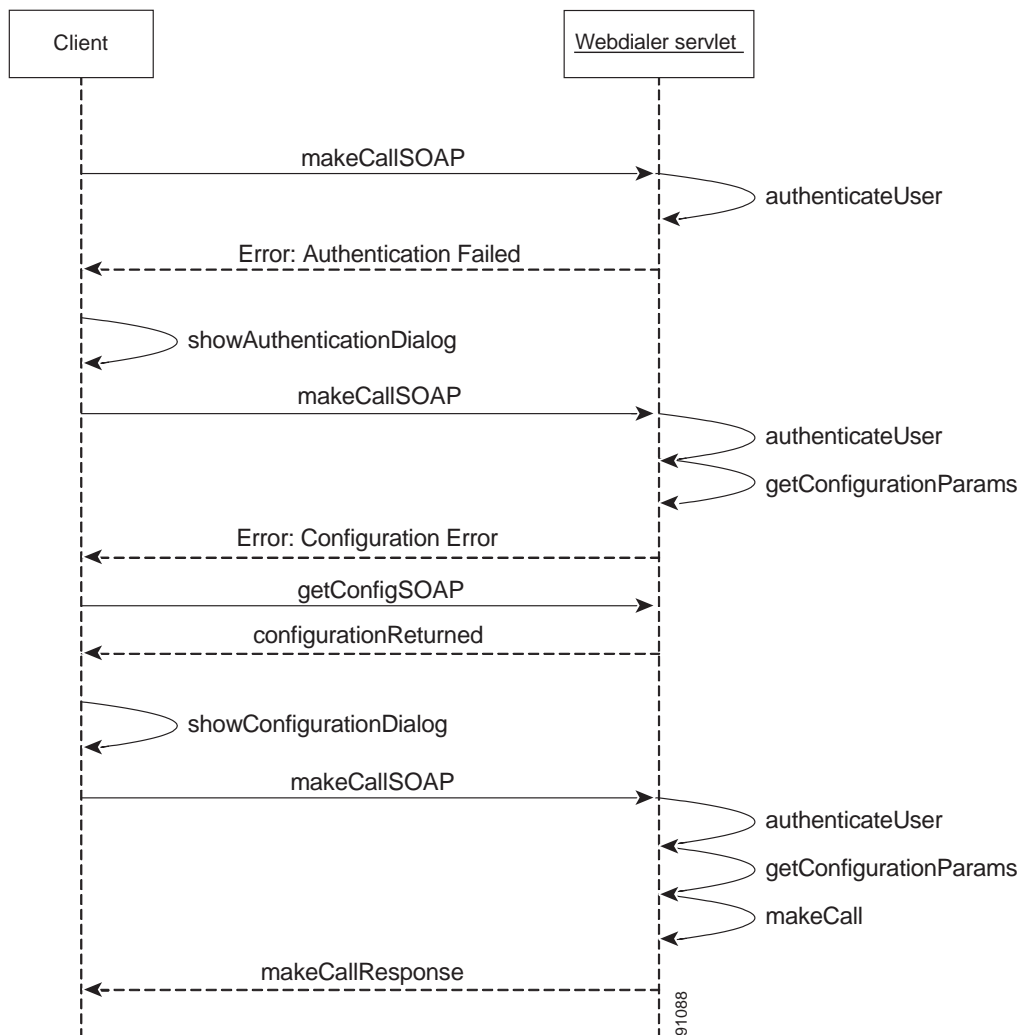 Client
Webdialer servlet
makeCallSOAP
authenticateUser
Error: Authentication Failed
showAuthenticationDialog
makeCallSOAP
authenticateUser
getConfigurationParams
Error: Configuration Error
getConfigSOAP
configurationReturned
showConfigurationDialog
makeCallSOAP
authenticateUser
getConfigurationParams
makeCall
makeCallResponse
91088